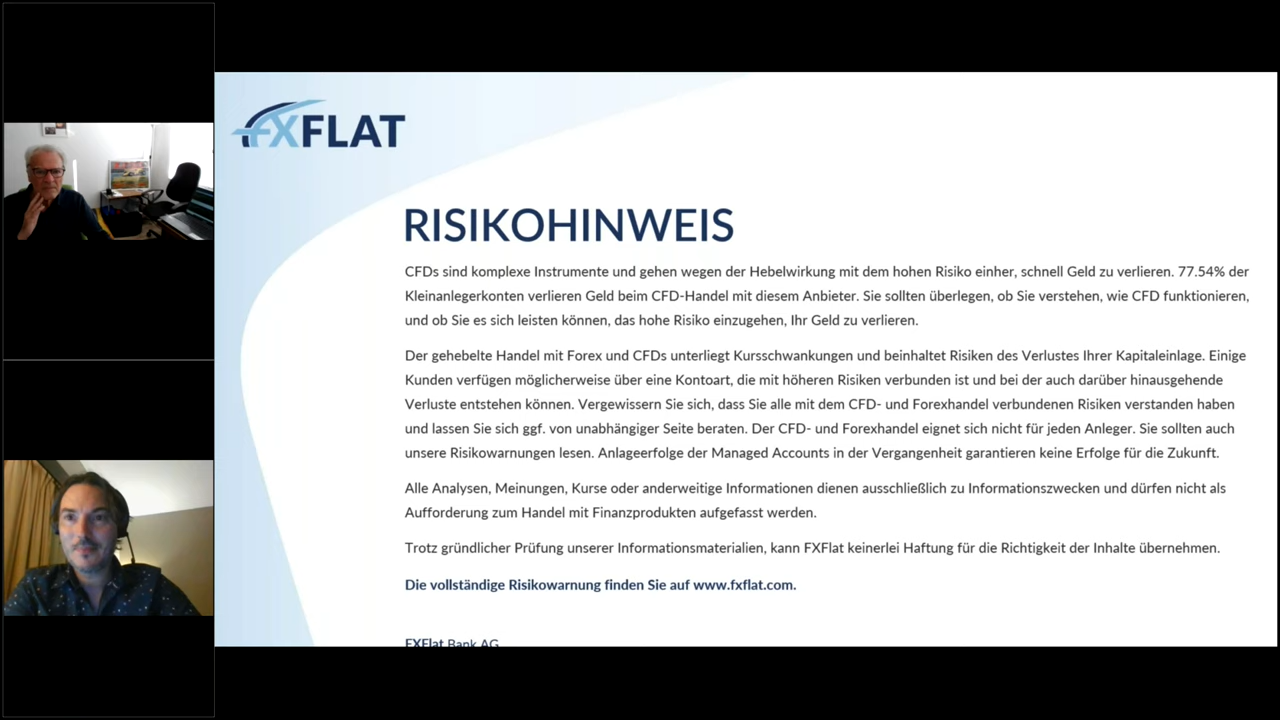 FXFLAT
RISIKOHINWEIS
CFDs sind komplexe Instrumente und gehen wegen der Hebelwirkung mit dem hohen Risiko einher, schnell Geld zu verlieren. 77.54% der
Kleinanlegerkonten verlieren Geld beim CFD-Handel mit diesem Anbieter. Sie sollten überlegen, ob Sie verstehen, wie CFD funktionieren,
und ob Sie es sich leisten können, das hohe Risiko einzugehen, Ihr Geld zu verlieren.
Der gehebelte Handel mit Forex und CFDs unterliegt Kursschwankungen und beinhaltet Risiken des Verlustes Ihrer Kapitaleinlage. Einige
Kunden verfügen möglicherweise über eine Kontoart, die mit höheren Risiken verbunden ist und bei der auch darüber hinausgehende
Verluste entstehen können. Vergewissern Sie sich, dass Sie alle mit dem CFD- und Forexhandel verbundenen Risiken verstanden haben
und lassen Sie sich ggf. von unabhängiger Seite beraten. Der CFD- und Forexhandel eignet sich nicht für jeden Anleger. Sie sollten auch
unsere Risikowarnungen lesen. Anlageerfolge der Managed Accounts in der Vergangenheit garantieren keine Erfolge für die Zukunft.
Alle Analysen, Meinungen, Kurse oder anderweitige Informationen dienen ausschließlich zu Informationszwecken und dürfen nicht als
Aufforderung zum Handel mit Finanzprodukten aufgefasst werden.
Trotz gründlicher Prüfung unserer Informationsmaterialien, kann FXFlat keinerlei Haftung für die Richtigkeit der Inhalte übernehmen.
Die vollständige Risikowarnung finden Sie auf www.fxflat.com.
FXFlat Bank AG